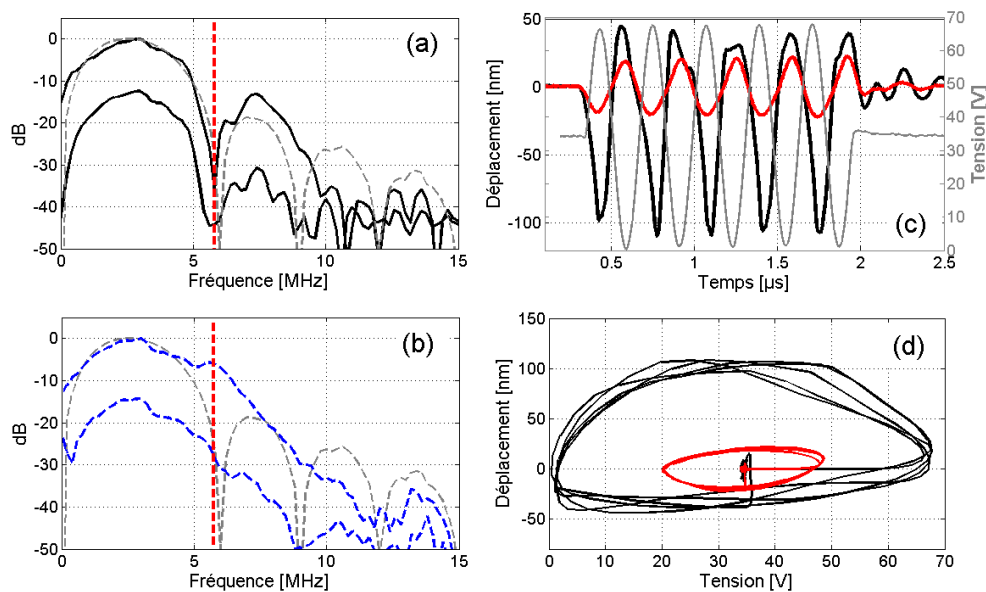 0
-10
-20
-30
-40
-50
dB
0 5 10 15
Fréquence [MHz]
(a)
50
0
-50
-100
Déplacement [nm]
0.5 1 1.5 2 2.5
Temps [µs]
70
60
50
40
30
20
10
0
Tension [V]
(c)
0
-10
-20
-30
-40
-50
dB
0 5 10 15
Fréquence [MHz]
(b)
150
100
50
0
-50
Déplacement [nm]
0 10 20 30 40 50 60 70
Tension [V]
(d)